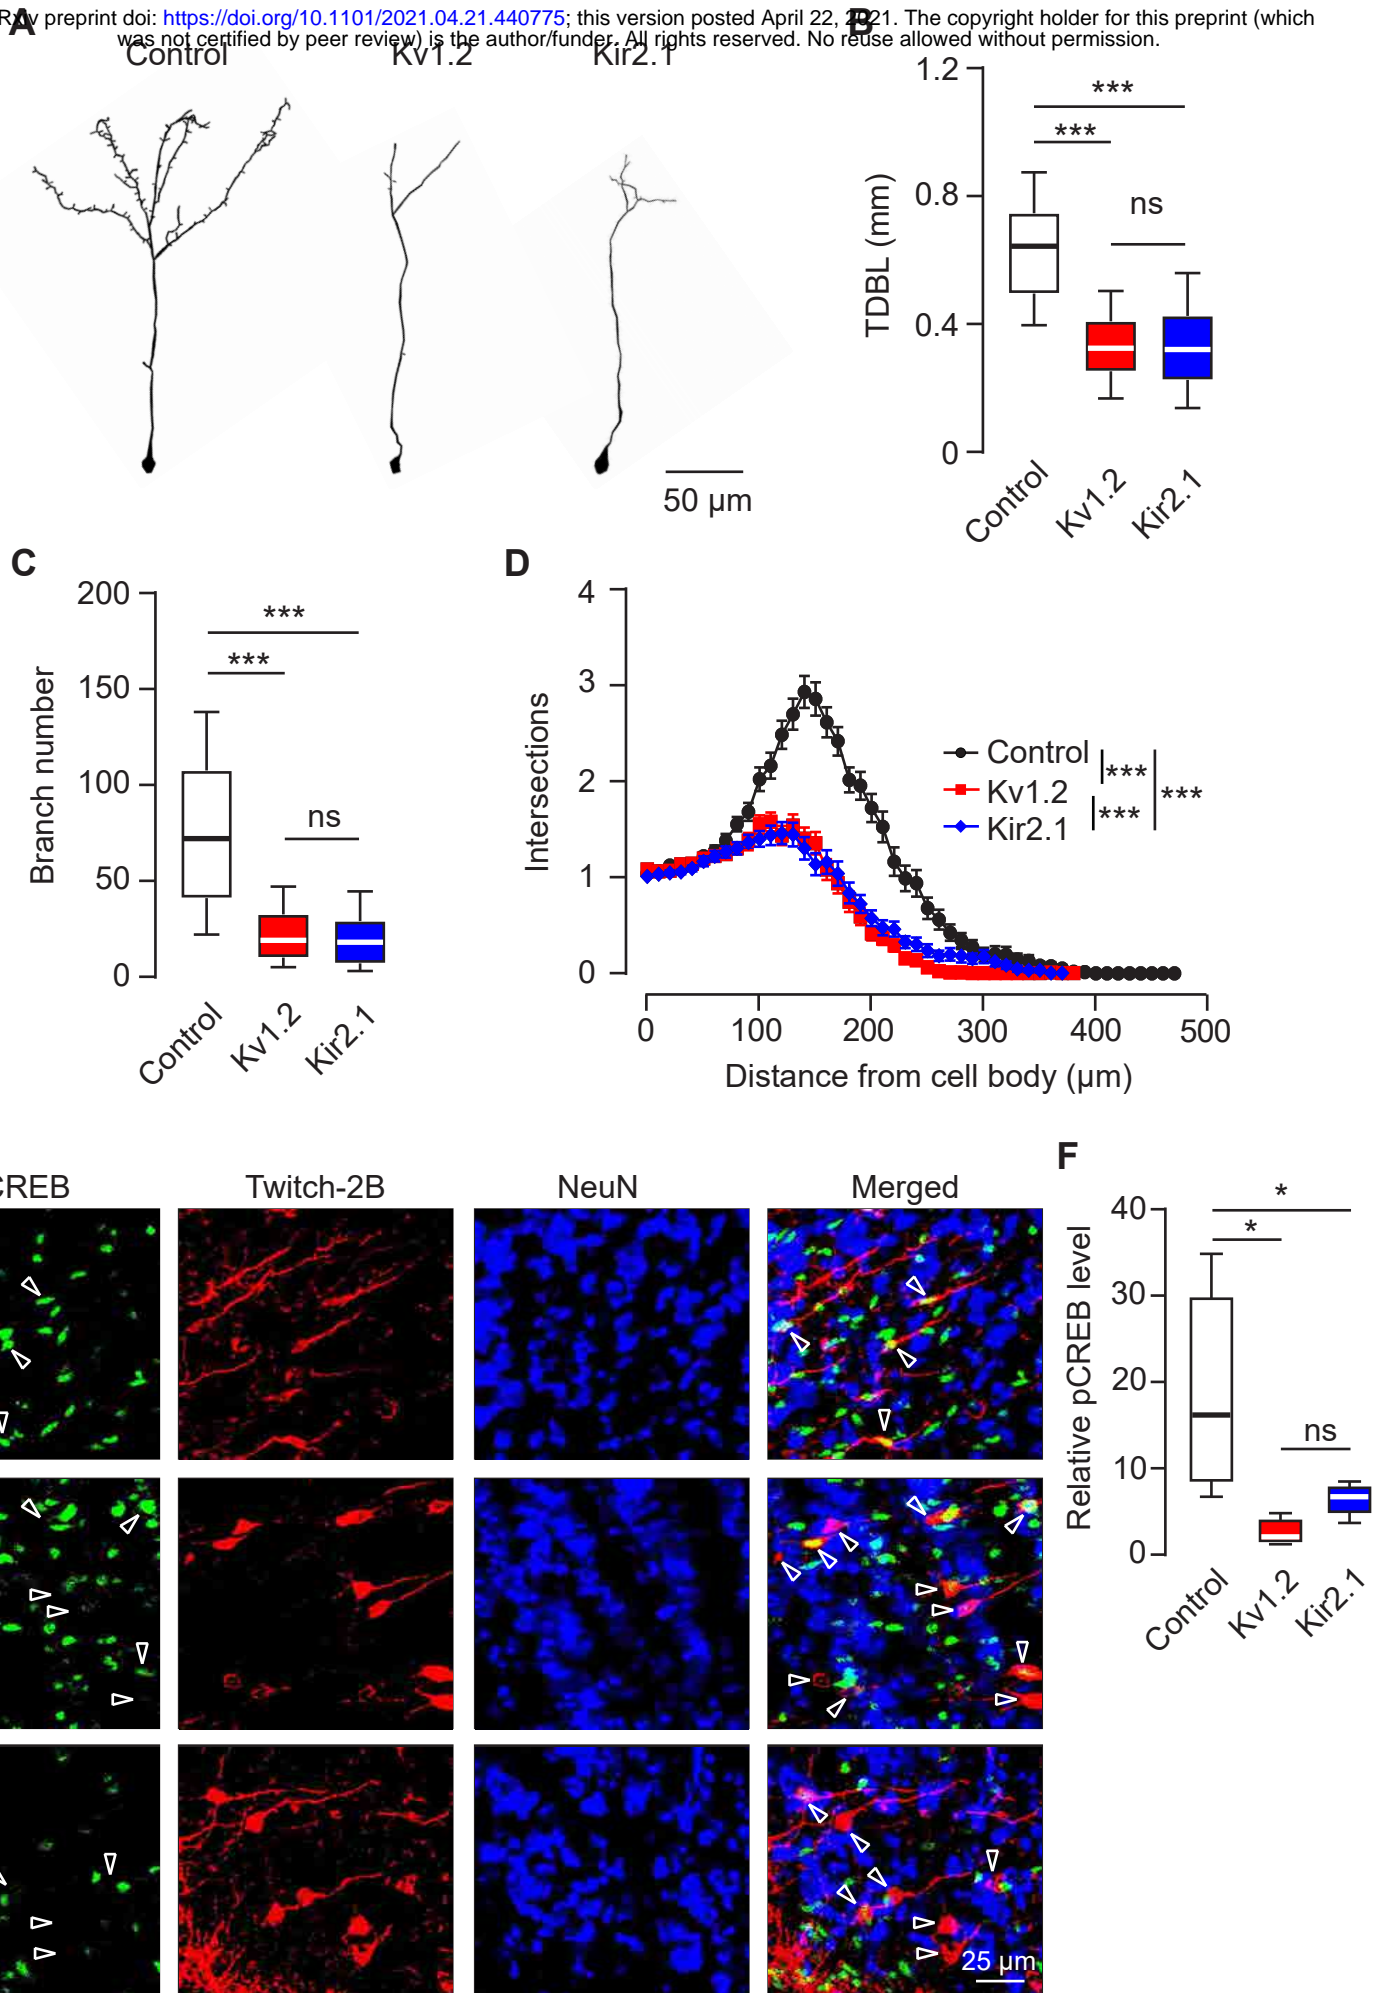 Rxiv preprint doi: https://doi.org/10.1101/2021.04.21.440775; this version posted April 22, 2021. The copyright holder for this preprint (which
was not certified by peer review) is the author/funder. All rights reserved. No reuse allowed without permission.
A
Control
Kv1.2
Kir2.1
50 μm
B
TDBL (mm)
1.2
0.8
0.4
0
***
***
ns
Control
Kv1.2
Kir2.1
C
Branch number
200
150
100
50
0
***
***
ns
Control
Kv1.2
Kir2.1
D
Intersections
4
3
2
1
0
Control
Kv1.2
Kir2.1
***
***
***
0 100 200 300 400 500
Distance from cell body (μm)
CREB Twitch-2B NeuN Merged
25 μm
F
Relative pCREB level
40
30
20
10
0
*
*
ns
Control
Kv1.2
Kir2.1